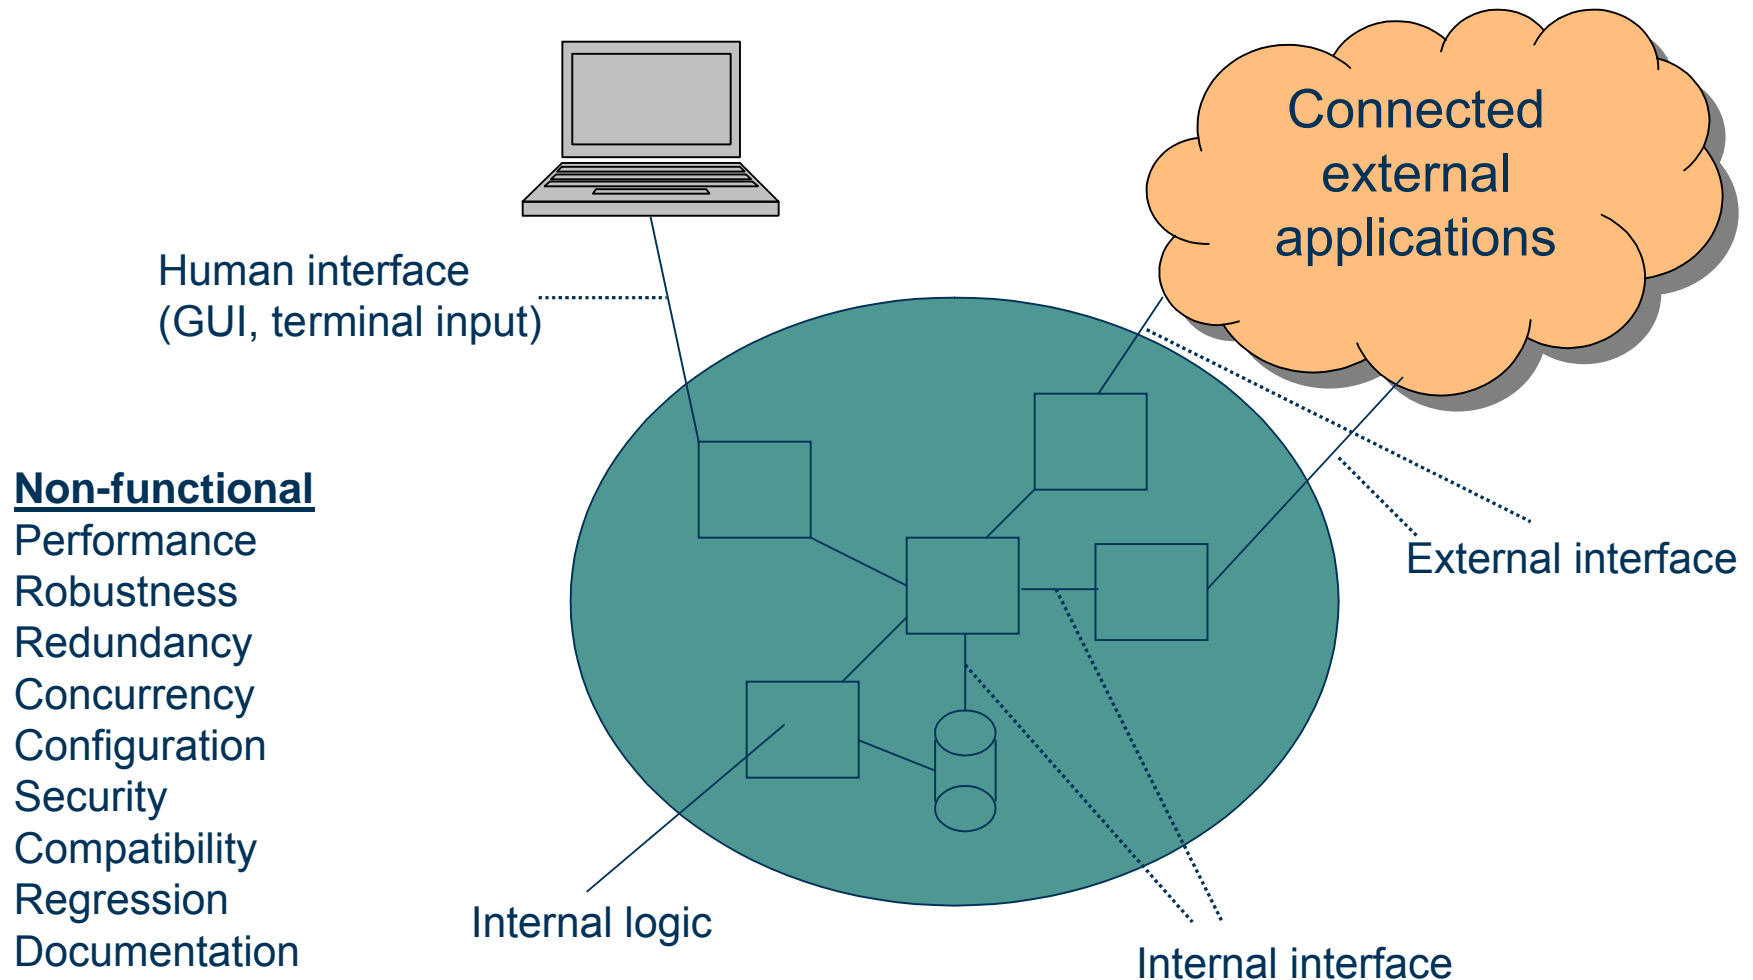 Connected
external
applications
Human interface
(GUI, terminal input)
Non-functional
Performance
Robustness
Redundancy
Concurrency
Configuration
Security
Compatibility
Regression
Documentation
External interface
Internal logic
Internal interface